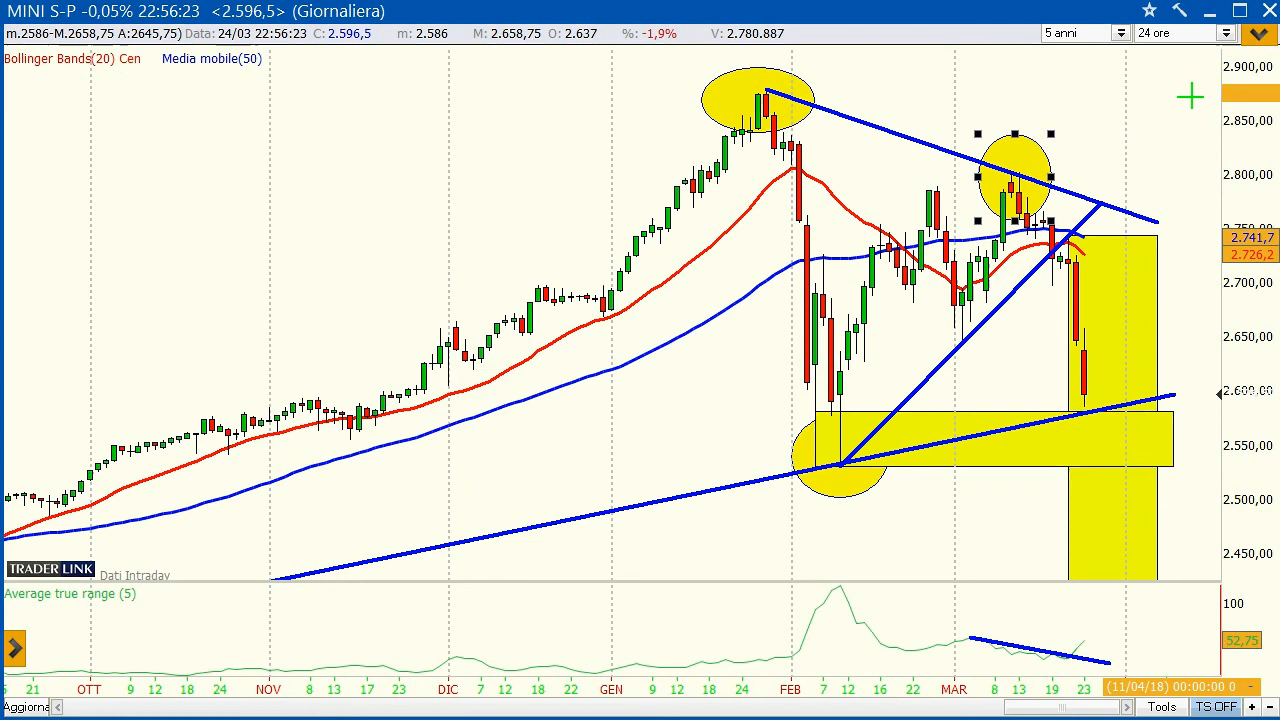 MINI S-P -0,05% 22:56:23 <2.596,5> (Giornaliera)
m.2586-M.2658,75 A:2645,75) Data: 24/03 22:56:23 C: 2.596,5 m: 2.586 M: 2.658,75 O: 2.637 %: -1,9% V: 2.780.887 5 anni 24 ore
Bollinger Bands(20) Cen Media mobile(50)
2.900,00
2.850,00
2.800,00
2.741,7
2.726,2
2.700,00
2.650,00
2.550,00
2.500,00
2.450,00
TRADER LINK Dati Intraday
Average true range (5)
100
52,75
21 OTT 9 12 18 24 NOV 8 13 17 23 DIC 7 12 18 22 GEN 9 12 18 24 FEB 7 12 16 22 MAR 8 13 19 23 (11/04/18) 00:00:00 0 -
Aggiorna Tools TS OFF + -